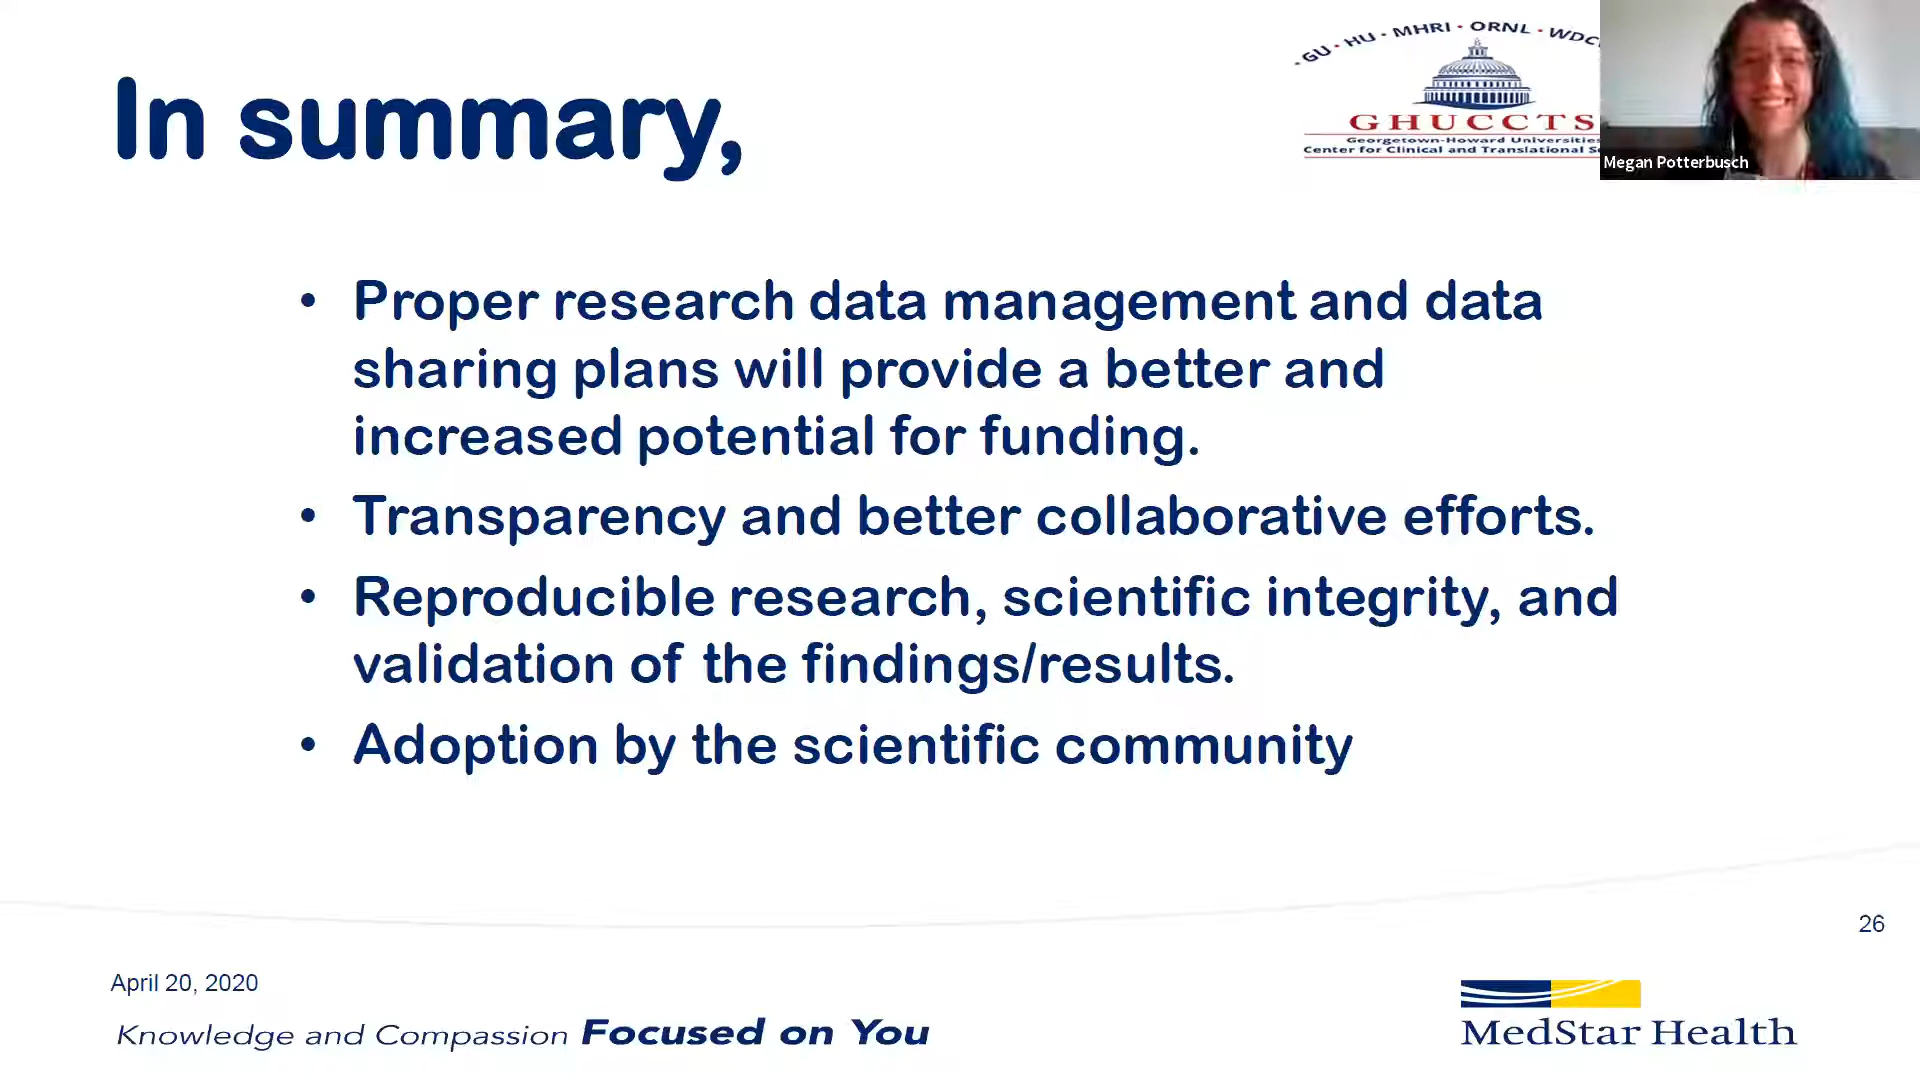 In summary,
GU · HU · MHRI · ORNL ·
GHUCCTS
Georgetown-Howard Universities
Center for Clinical and Translational
Megan Potterbusch
• Proper research data management and data
sharing plans will provide a better and
increased potential for funding.
• Transparency and better collaborative efforts.
• Reproducible research, scientific integrity, and
validation of the findings/results.
• Adoption by the scientific community
26
April 20, 2020
Knowledge and Compassion Focused on You
MedStar Health